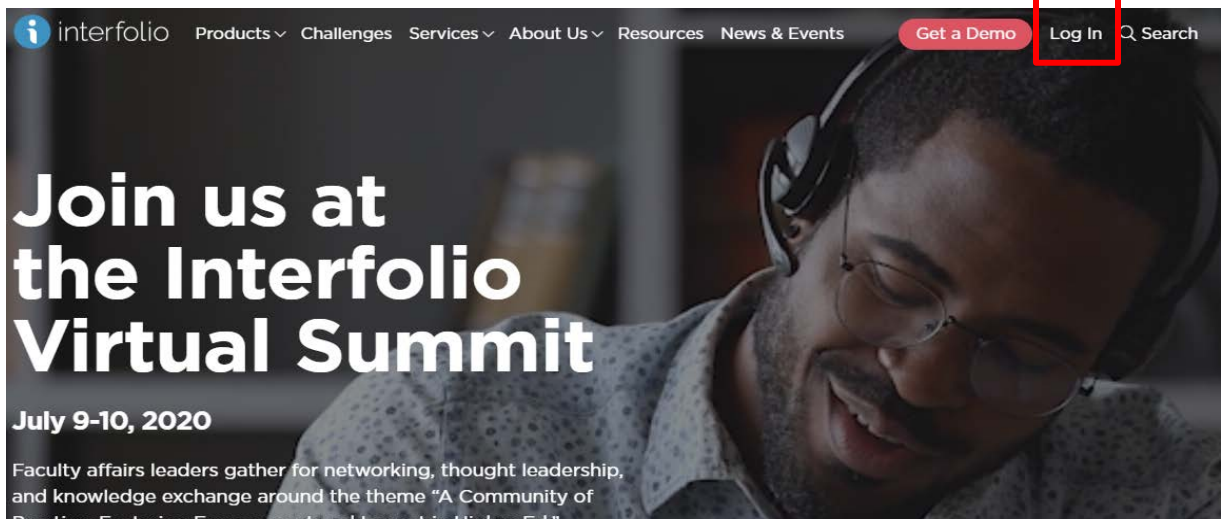 interfolio Products Challenges Services About Us Resources News & Events Get a Demo Log In Search
Join us at
the Interfolio
Virtual Summit
July 9-10, 2020
Faculty affairs leaders gather for networking, thought leadership,
and knowledge exchange around the theme “A Community of